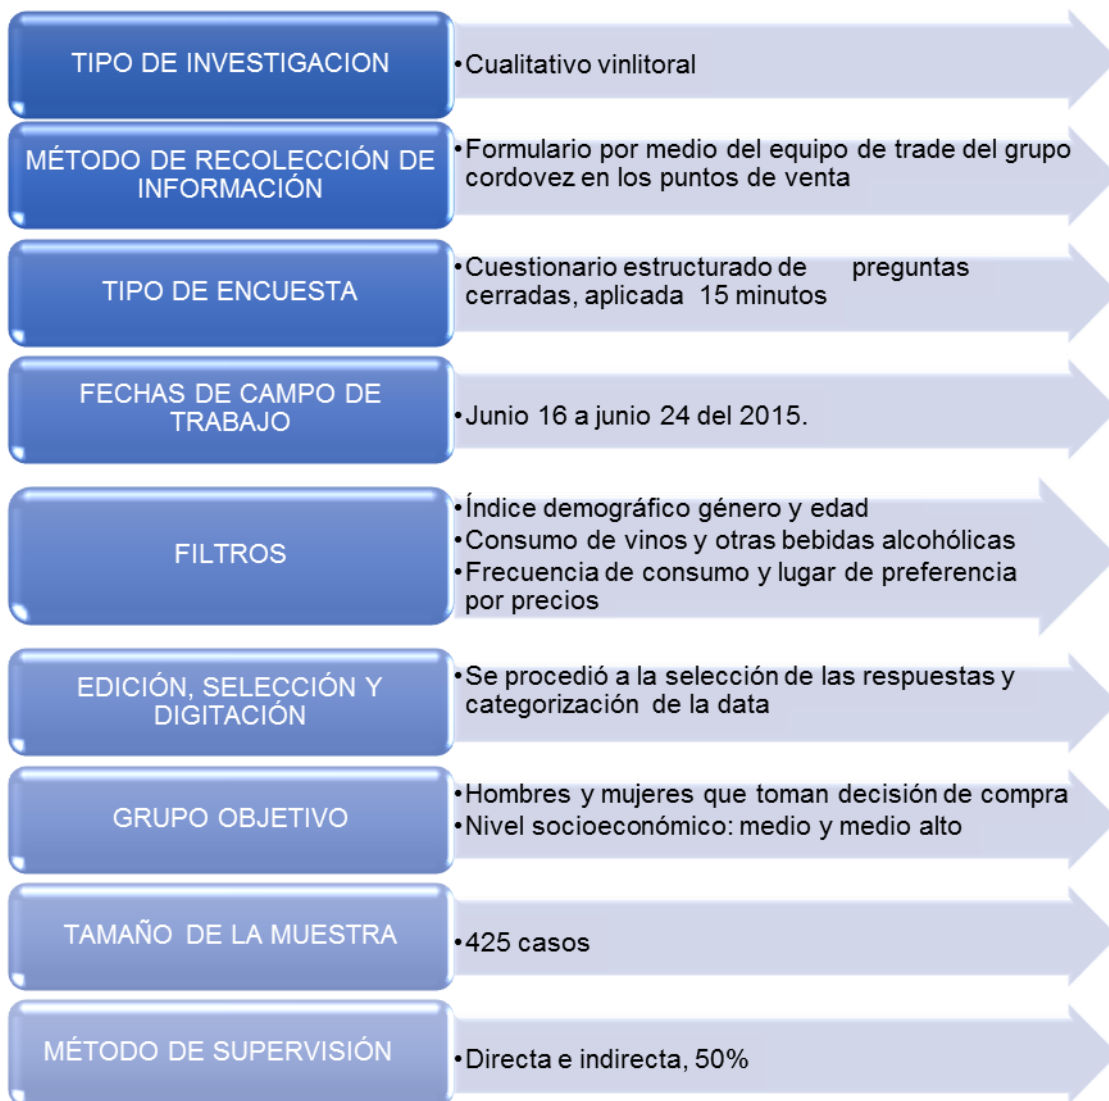 TIPO DE INVESTIGACION
•Cualitativo vinlitoral
MÉTODO DE RECOLECCIÓN DE
INFORMACIÓN
•Formulario por medio del equipo de trade del grupo
cordovez en los puntos de venta
TIPO DE ENCUESTA
•Cuestionario estructurado de preguntas
cerradas, aplicada 15 minutos
FECHAS DE CAMPO DE
TRABAJO
•Junio 16 a junio 24 del 2015.
FILTROS
•Índice demográfico género y edad
•Consumo de vinos y otras bebidas alcohólicas
•Frecuencia de consumo y lugar de preferencia
por precios
EDICIÓN, SELECCIÓN Y
DIGITACIÓN
•Se procedió a la selección de las respuestas y
categorización de la data
GRUPO OBJETIVO
•Hombres y mujeres que toman decisión de compra
•Nivel socioeconómico: medio y medio alto
TAMAÑO DE LA MUESTRA
•425 casos
MÉTODO DE SUPERVISIÓN
•Directa e indirecta, 50%